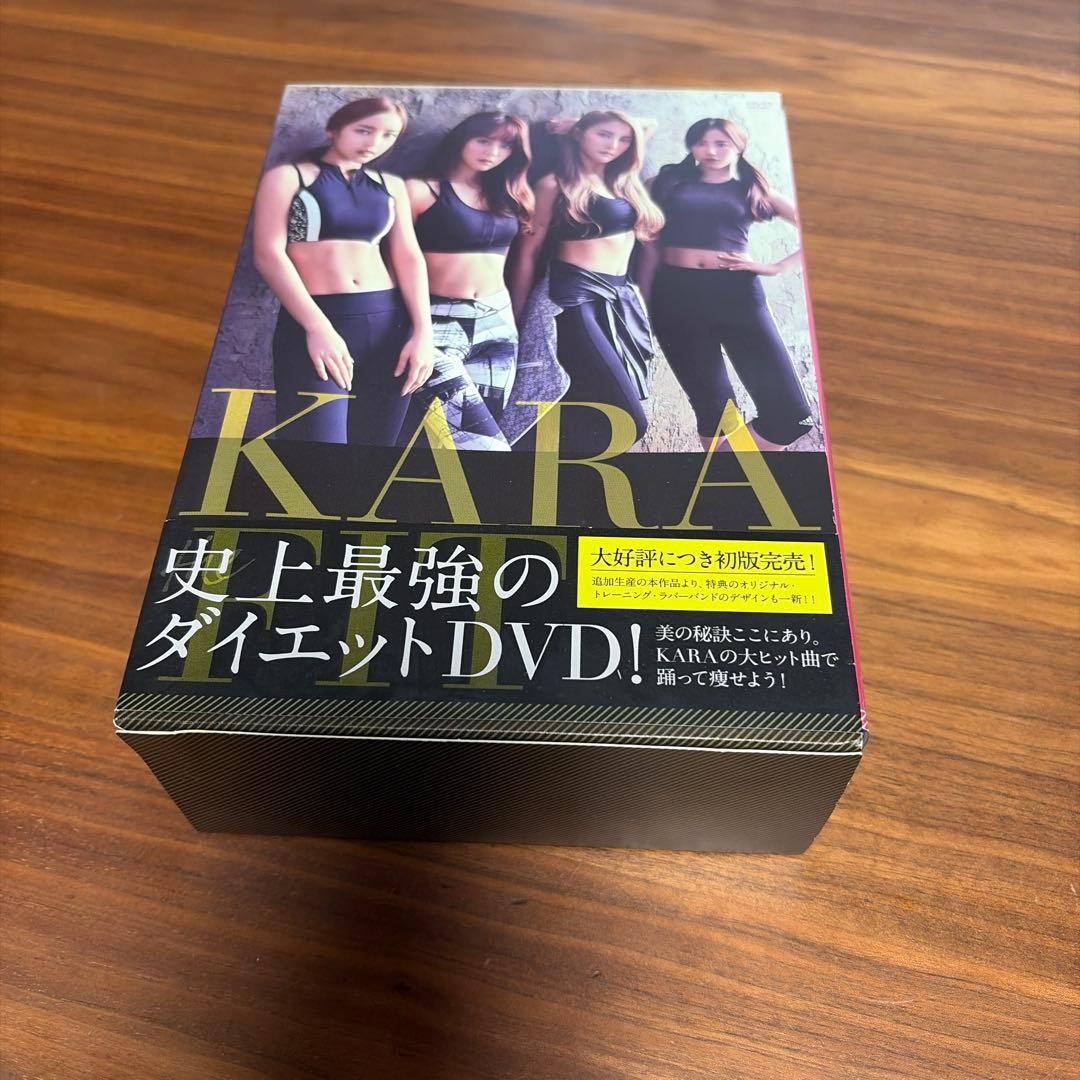 KARA
FIT
史上最強の
ダイエットDVD!
大好評につき初版完売!
追加生産の本作品より、特典のオリジナル・
トレーニング・ラバーバンドのデザインも一新!!
美の秘訣ここにあり。
KARAの大ヒット曲で
踊って痩せよう!